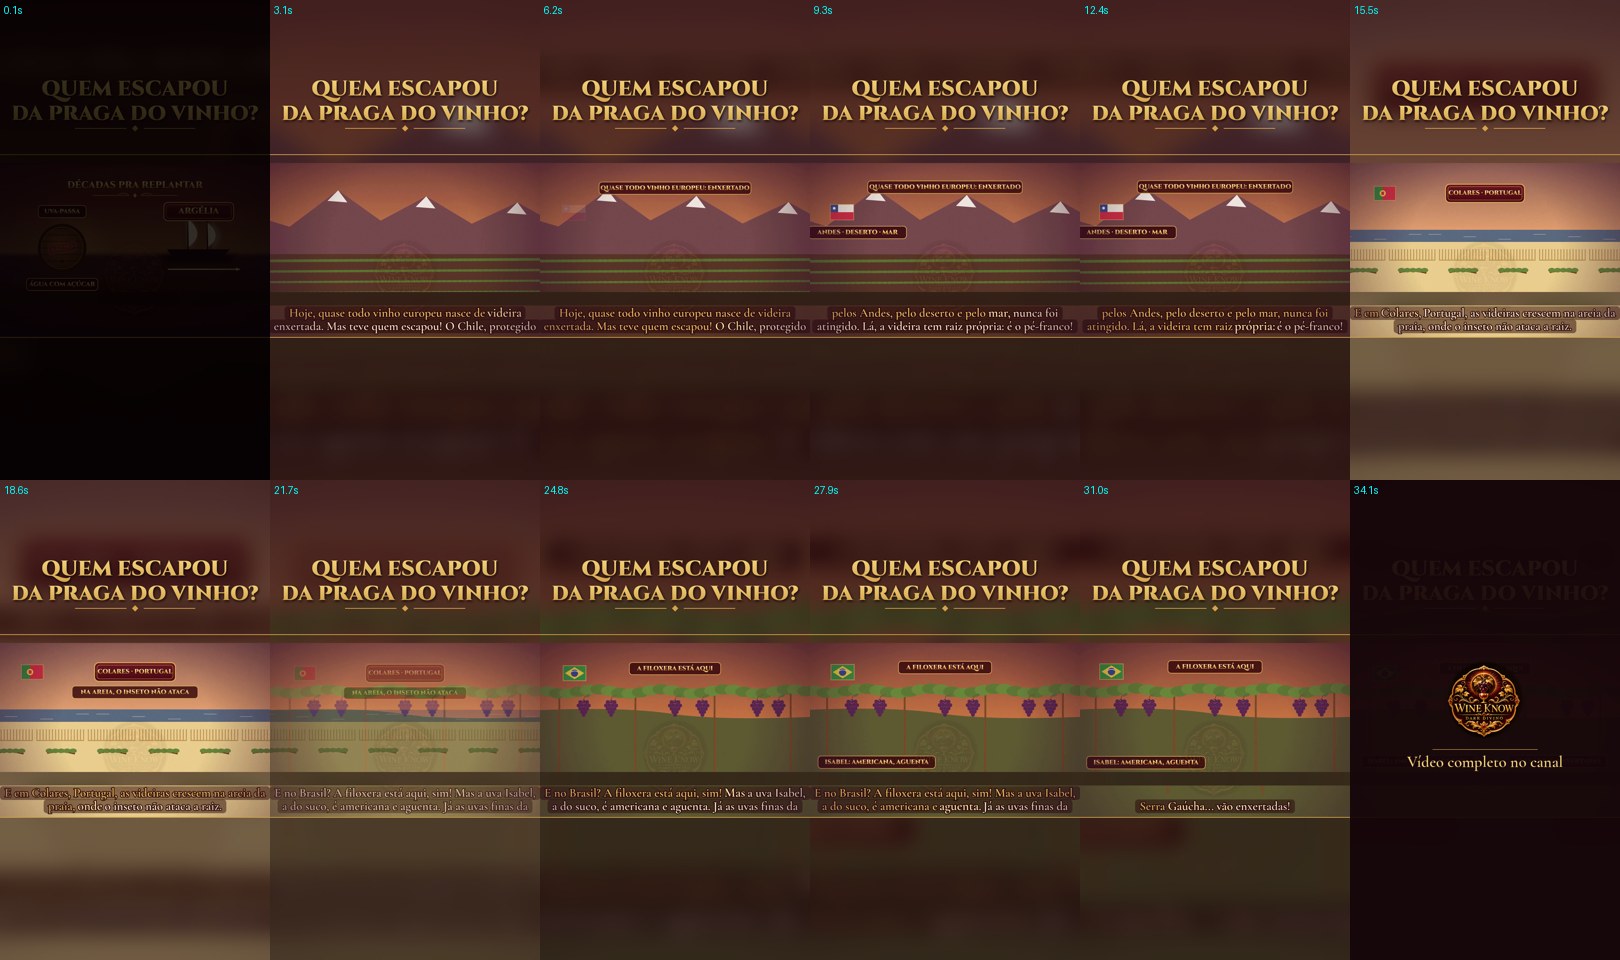 0.1s
QUEM ESCAPOU
DA PRAGA DO VINHO?
DÉCADAS PRA REPLANTAR
UVA-PASSA
ARGÉLIA
ÁGUA COM AÇÚCAR
3.1s
QUEM ESCAPOU
DA PRAGA DO VINHO?
Hoje, quase todo vinho europeu nasce de videira
enxertada. Mas teve quem escapou! O Chile, protegido
6.2s
QUEM ESCAPOU
DA PRAGA DO VINHO?
QUASE TODO VINHO EUROPEU: ENXERTADO
Hoje, quase todo vinho europeu nasce de videira
enxertada. Mas teve quem escapou! O Chile, protegido
9.3s
QUEM ESCAPOU
DA PRAGA DO VINHO?
QUASE TODO VINHO EUROPEU: ENXERTADO
ANDES · DESERTO · MAR
pelos Andes, pelo deserto e pelo mar, nunca foi
atingido. Lá, a videira tem raiz própria: é o pé-franco!
12.4s
QUEM ESCAPOU
DA PRAGA DO VINHO?
QUASE TODO VINHO EUROPEU: ENXERTADO
ANDES · DESERTO · MAR
pelos Andes, pelo deserto e pelo mar, nunca foi
atingido. Lá, a videira tem raiz própria: é o pé-franco!
15.5s
QUEM ESCAPOU
DA PRAGA DO VINHO?
COLARES · PORTUGAL
E em Colares, Portugal, as videiras crescem na areia da
praia, onde o inseto não ataca a raiz.
18.6s
QUEM ESCAPOU
DA PRAGA DO VINHO?
COLARES · PORTUGAL
NA AREIA, O INSETO NÃO ATACA
E em Colares, Portugal, as videiras crescem na areia da
praia, onde o inseto não ataca a raiz.
21.7s
QUEM ESCAPOU
DA PRAGA DO VINHO?
COLARES · PORTUGAL
NA AREIA, O INSETO NÃO ATACA
E no Brasil? A filoxera está aqui, sim! Mas a uva Isabel,
a do suco, é americana e aguenta. Já as uvas finas da
24.8s
QUEM ESCAPOU
DA PRAGA DO VINHO?
A FILOXERA ESTÁ AQUI
E no Brasil? A filoxera está aqui, sim! Mas a uva Isabel,
a do suco, é americana e aguenta. Já as uvas finas da
27.9s
QUEM ESCAPOU
DA PRAGA DO VINHO?
A FILOXERA ESTÁ AQUI
ISABEL: AMERICANA, AGUENTA
E no Brasil? A filoxera está aqui, sim! Mas a uva Isabel,
a do suco, é americana e aguenta. Já as uvas finas da
31.0s
QUEM ESCAPOU
DA PRAGA DO VINHO?
A FILOXERA ESTÁ AQUI
ISABEL: AMERICANA, AGUENTA
Serra Gaúcha... vão enxertadas!
34.1s
QUEM ESCAPOU
DA PRAGA DO VINHO?
WINE KNOW
DARK DIVINO
Vídeo completo no canal